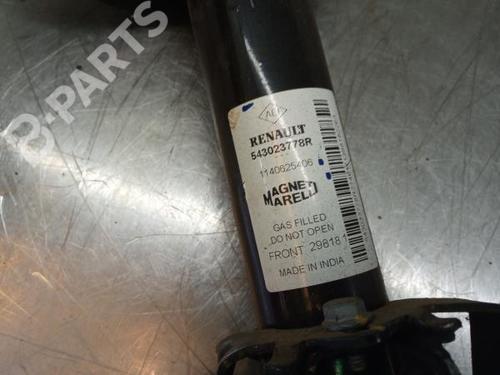 B-PARTS
RENAULT
543023778R
1140625406
MAGNETI
MARELLI
GAS FILLED
DO NOT OPEN
FRONT 29818
MADE IN INDIA